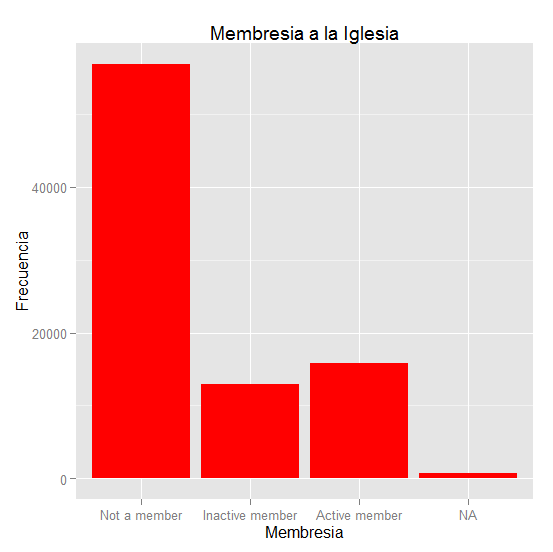 Membresia a la Iglesia
Frecuencia
40000
20000
0
Not a member Inactive member Active member NA
Membresia